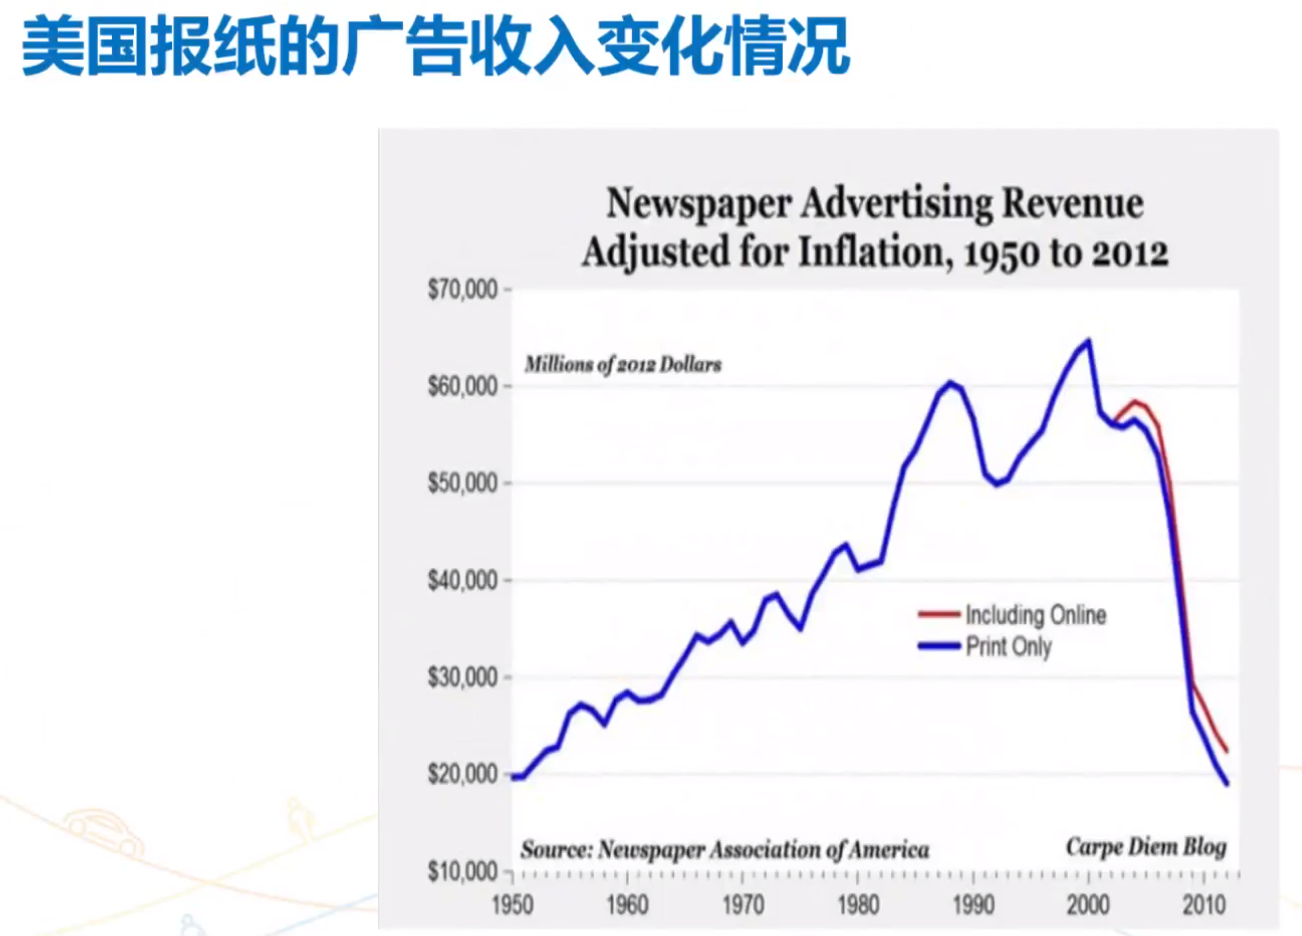 美国报纸的广告收入变化情况
Newspaper Advertising Revenue
Adjusted for Inflation, 1950 to 2012
$70,000
Millions of 2012 Dollars
$60,000
$50,000
$40,000
Including Online
Print Only
$30,000
$20,000
Source: Newspaper Association of America
Carpe Diem Blog
$10,000
1950 1960 1970 1980 1990 2000 2010